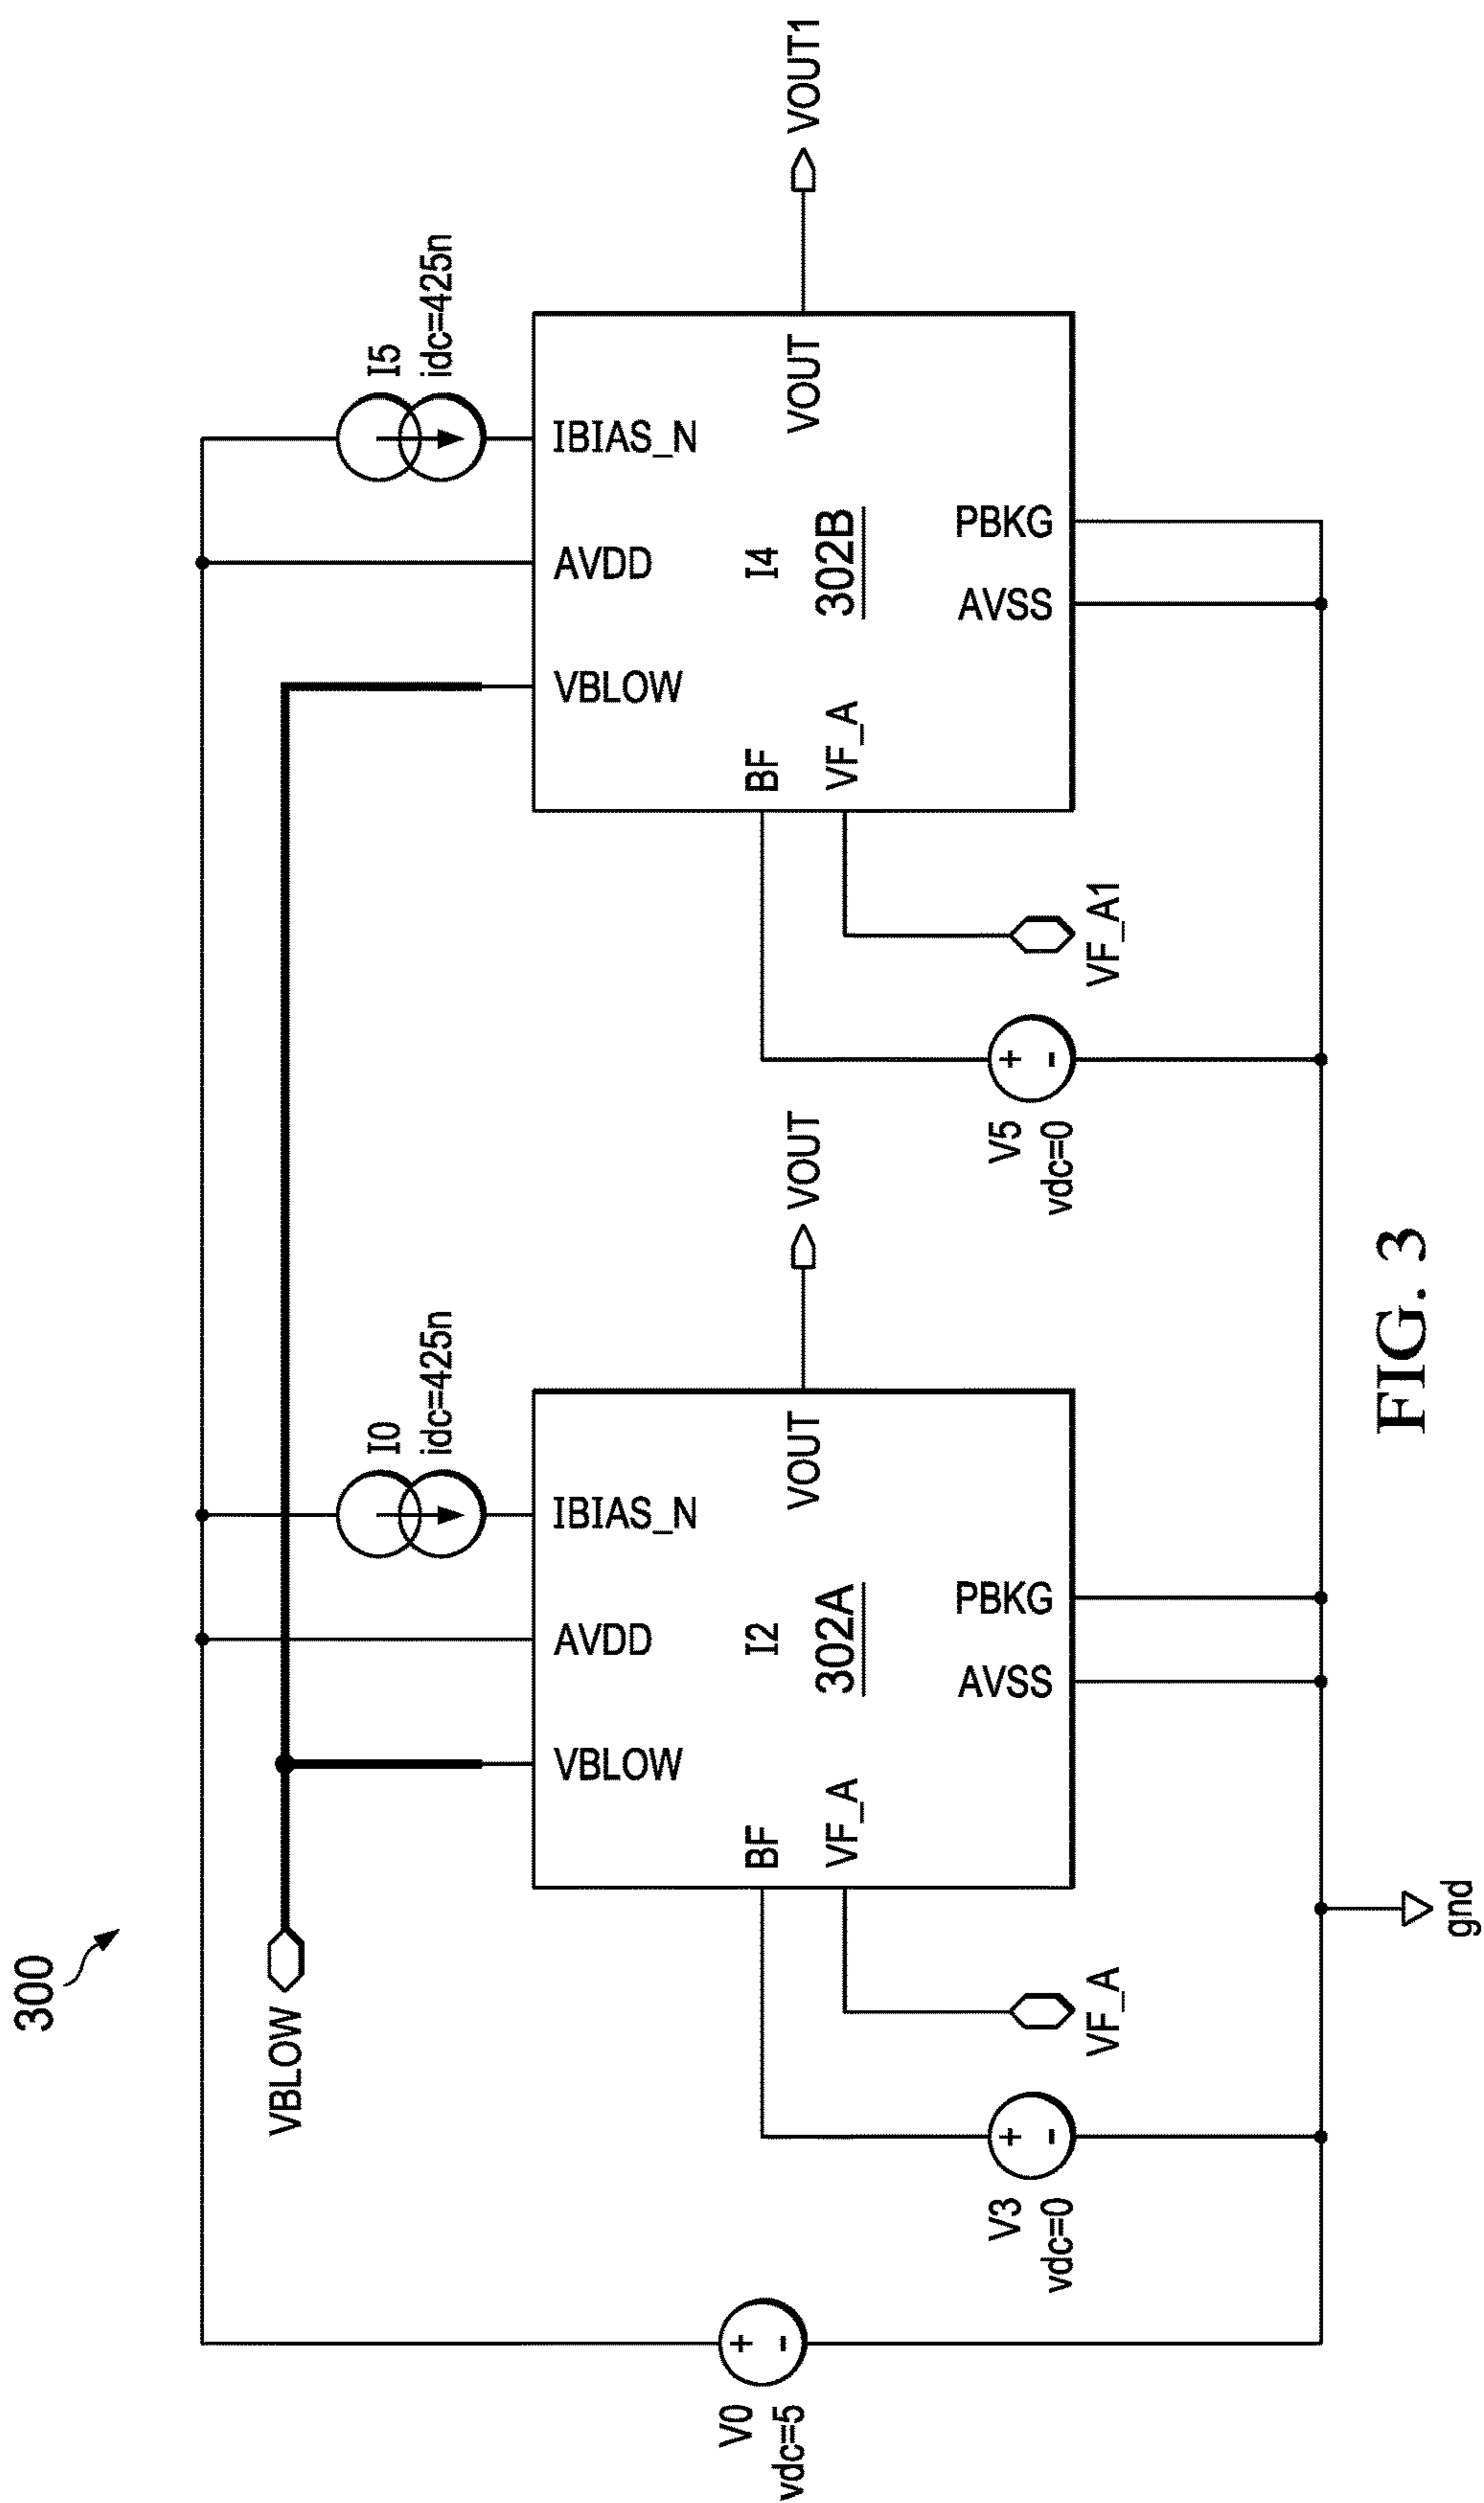 300
VBLOW
I0
idc=425n
I5
idc=425n
VBLOW
AVDD
IBIAS_N
VBLOW
AVDD
IBIAS_N
V0
vdc=5
BF
I2
VOUT
VOUT
BF
I4
VOUT
VOUT1
VF_A
302A
VF_A
302B
AVSS
PBKG
AVSS
PBKG
V3
vdc=0
VF_A
V5
vdc=0
VF_A1
gnd
FIG. 3
+
-
+
-
+
-